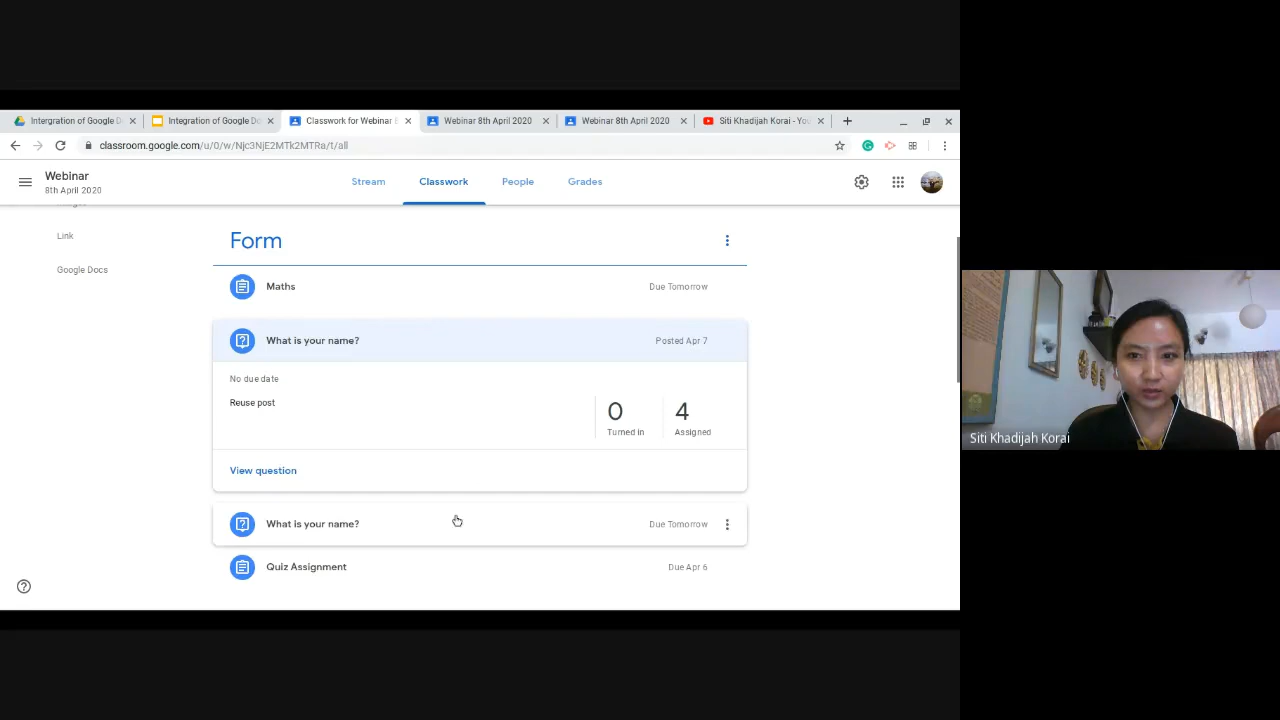 Intergration of Google D
Integration of Google Do
Classwork for Webinar
Webinar 8th April 2020
Webinar 8th April 2020
Siti Khadijah Korai - You
classroom.google.com/u/0/w/Njc3NjE2MTk2MTRa/t/all
Webinar
8th April 2020
Stream
Classwork
People
Grades
Link
Google Docs
Form
Maths
Due Tomorrow
What is your name?
Posted Apr 7
No due date
Reuse post
0
Turned in
4
Assigned
View question
What is your name?
Due Tomorrow
Quiz Assignment
Due Apr 6
Siti Khadijah Korai